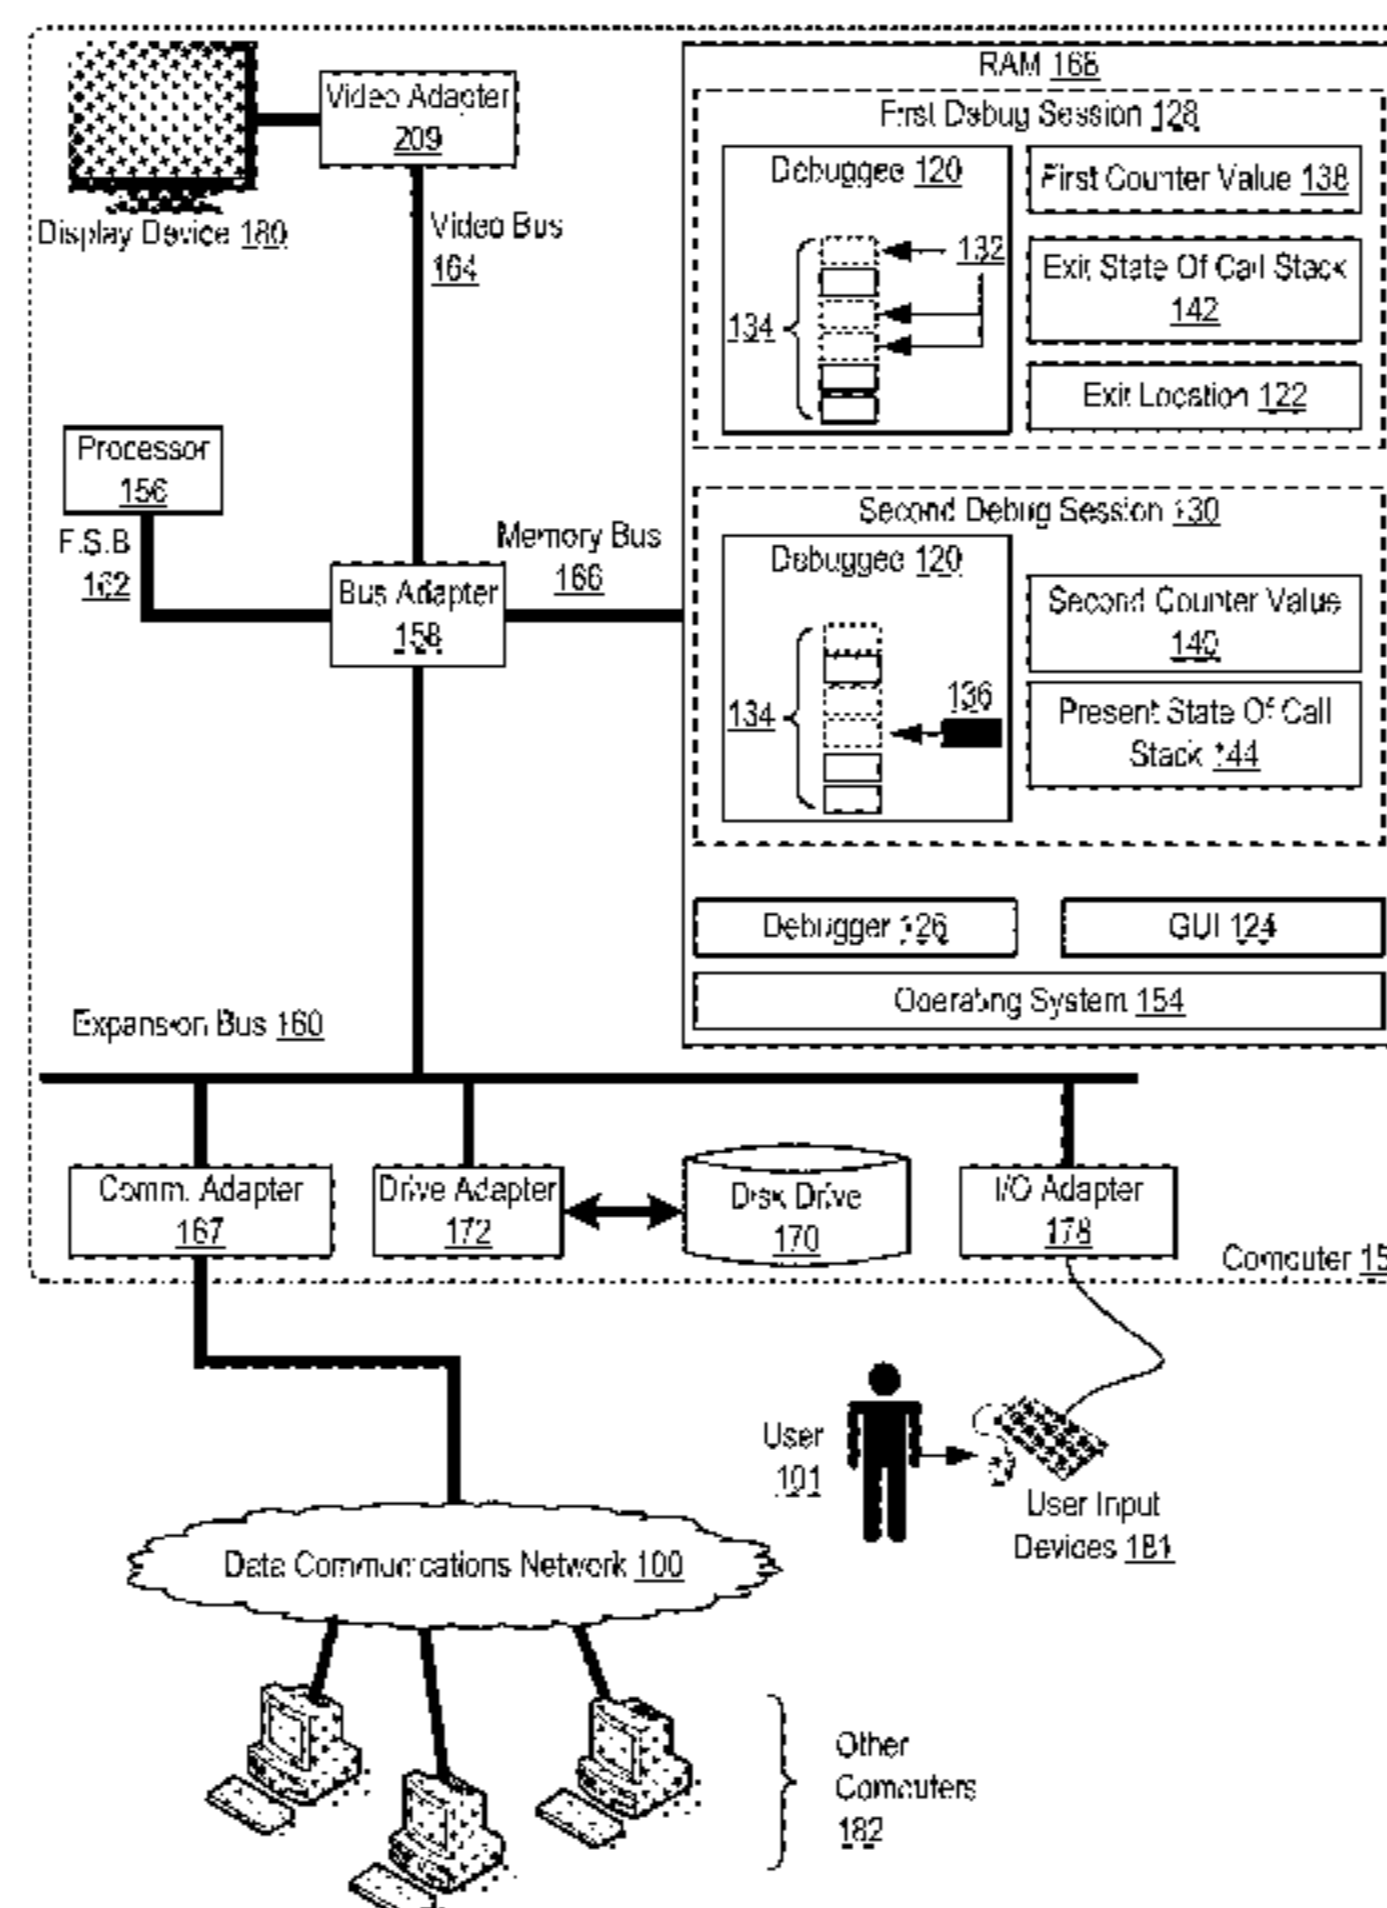 RAM 168
First Debug Session 128
Video Adapter
209
Debuggee 120
First Counter Value 138
Display Device 180
Video Bus
164
132
134
Exit State Of Call Stack
142
Exit Location 122
Processor
156
F.S.B
162
Memory Bus
166
Bus Adapter
158
Second Debug Session 130
Debuggee 120
Second Counter Value
140
136
134
Present State Of Call
Stack 144
Debugger 126
GUI 124
Operating System 154
Expansion Bus 160
Comm. Adapter
167
Drive Adapter
172
Disk Drive
170
I/O Adapter
178
Computer 15
User
101
User Input
Devices 181
Data Communications Network 100
Other
Computers
182